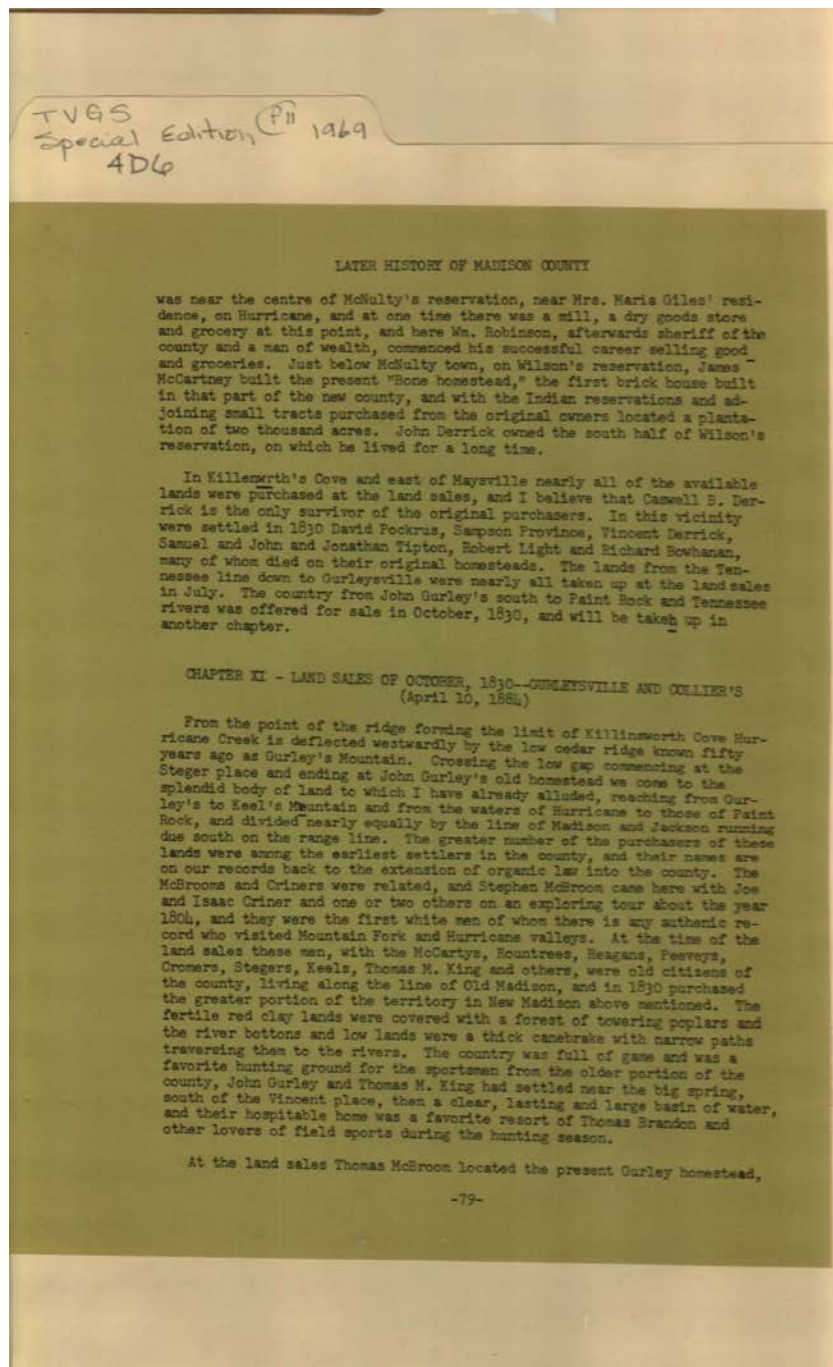 TVGS
Special Edition PII 1969
4D6
LATER HISTORY OF MADISON COUNTY
was near the centre of McNulty's reservation, near Mrs. Maria Giles' resi-
dence, on Hurricane, and at one time there was a mill, a dry goods store
and grocery at this point, and here Wm. Robinson, afterwards sheriff of the
county and a man of wealth, commenced his successful career selling good
and groceries. Just below McNulty town, on Wilson's reservation, James
McCartney built the present "Bone homestead," the first brick house built
in that part of the new county, and with the Indian reservations and ad-
joining small tracts purchased from the original owners located a planta-
tion of two thousand acres. John Derrick owned the south half of Wilson's
reservation, on which he lived for a long time.
In Killenwrth's Cove and east of Maysville nearly all of the available
lands were purchased at the land sales, and I believe that Caswell B. Der-
rick is the only survivor of the original purchasers. In this vicinity
were settled in 1830 David Pockrus, Sampson Province, Vincent Derrick,
Samuel and John and Jonathan Tipton, Robert Light and Richard Bowhanan,
many of whom died on their original homesteads. The lands from the Ten-
nessee line down to Gurleysville were nearly all taken up at the land sales
in July. The country from John Gurley's south to Paint Rock and Tennessee
rivers was offered for sale in October, 1830, and will be taken up in
another chapter.
CHAPTER XI - LAND SALES OF OCTOBER, 1830--GURLEYSVILLE AND COLLIER'S
(April 10, 1884)
From the point of the ridge forming the limit of Killinsworth Cove Hur-
ricane Creek is deflected westwardly by the low cedar ridge known fifty
years ago as Gurley's Mountain. Crossing the low gap commencing at the
Steger place and ending at John Gurley's old homestead we come to the
splendid body of land to which I have already alluded, reaching from Gur-
ley's to Keel's Mountain and from the waters of Hurricane to those of Paint
Rock, and divided nearly equally by the line of Madison and Jackson running
due south on the range line. The greater number of the purchasers of these
lands were among the earliest settlers in the county, and their names are
on our records back to the extension of organic law into the county. The
McBrooms and Criners were related, and Stephen McBroom came here with Joe
and Isaac Criner and one or two others on an exploring tour about the year
1804, and they were the first white men of whom there is any authenic re-
cord who visited Mountain Fork and Hurricane valleys. At the time of the
land sales these men, with the McCartys, Rountrees, Reagans, Peeveys,
Cromers, Stegers, Keels, Thomas M. King and others, were old citizens of
the county, living along the line of Old Madison, and in 1830 purchased
the greater portion of the territory in New Madison above mentioned. The
fertile red clay lands were covered with a forest of towering poplars and
the river bottoms and low lands were a thick canebrake with narrow paths
traversing them to the rivers. The country was full of game and was a
favorite hunting ground for the sportsmen from the older portion of the
county, John Gurley and Thomas M. King had settled near the big spring,
south of the Vincent place, then a clear, lasting and large basin of water,
and their hospitable home was a favorite resort of Thomas Brandon and
other lovers of field sports during the hunting season.
At the land sales Thomas McBroom located the present Gurley homestead,
-79-